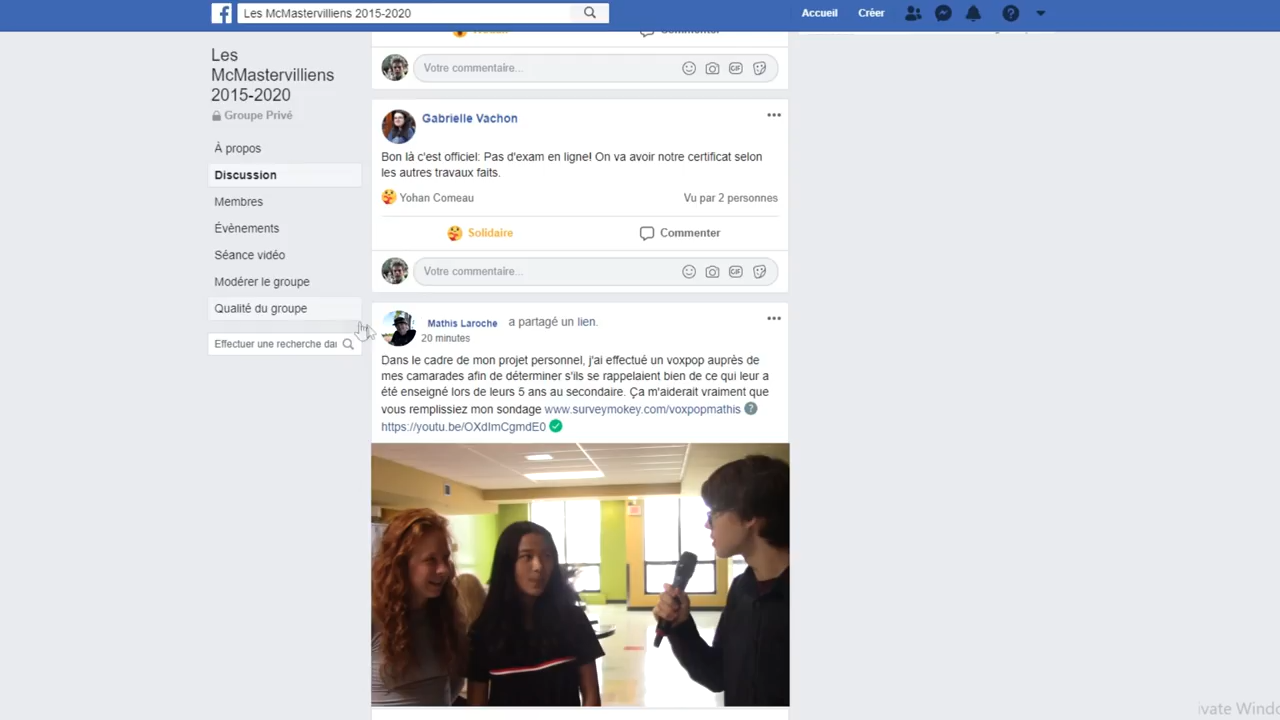 Les McMastervilliens 2015-2020
Accueil
Créer
Les
McMastervilliens
2015-2020
Groupe Privé
À propos
Discussion
Membres
Évènements
Séance vidéo
Modérer le groupe
Qualité du groupe
Effectuer une recherche dan
Commenter
Votre commentaire...
GIF
Gabrielle Vachon
Bon là c'est officiel: Pas d'exam en ligne! On va avoir notre certificat selon
les autres travaux faits.
Yohan Comeau
Vu par 2 personnes
Solidaire
Commenter
Votre commentaire...
GIF
Mathis Laroche a partagé un lien.
20 minutes
Dans le cadre de mon projet personnel, j'ai effectué un voxpop auprès de
mes camarades afin de déterminer s'ils se rappelaient bien de ce qui leur a
été enseigné lors de leurs 5 ans au secondaire. Ça m'aiderait vraiment que
vous remplissiez mon sondage www.surveymokey.com/voxpopmathis
https://youtu.be/OXdImCgmdE0
ivate Windo